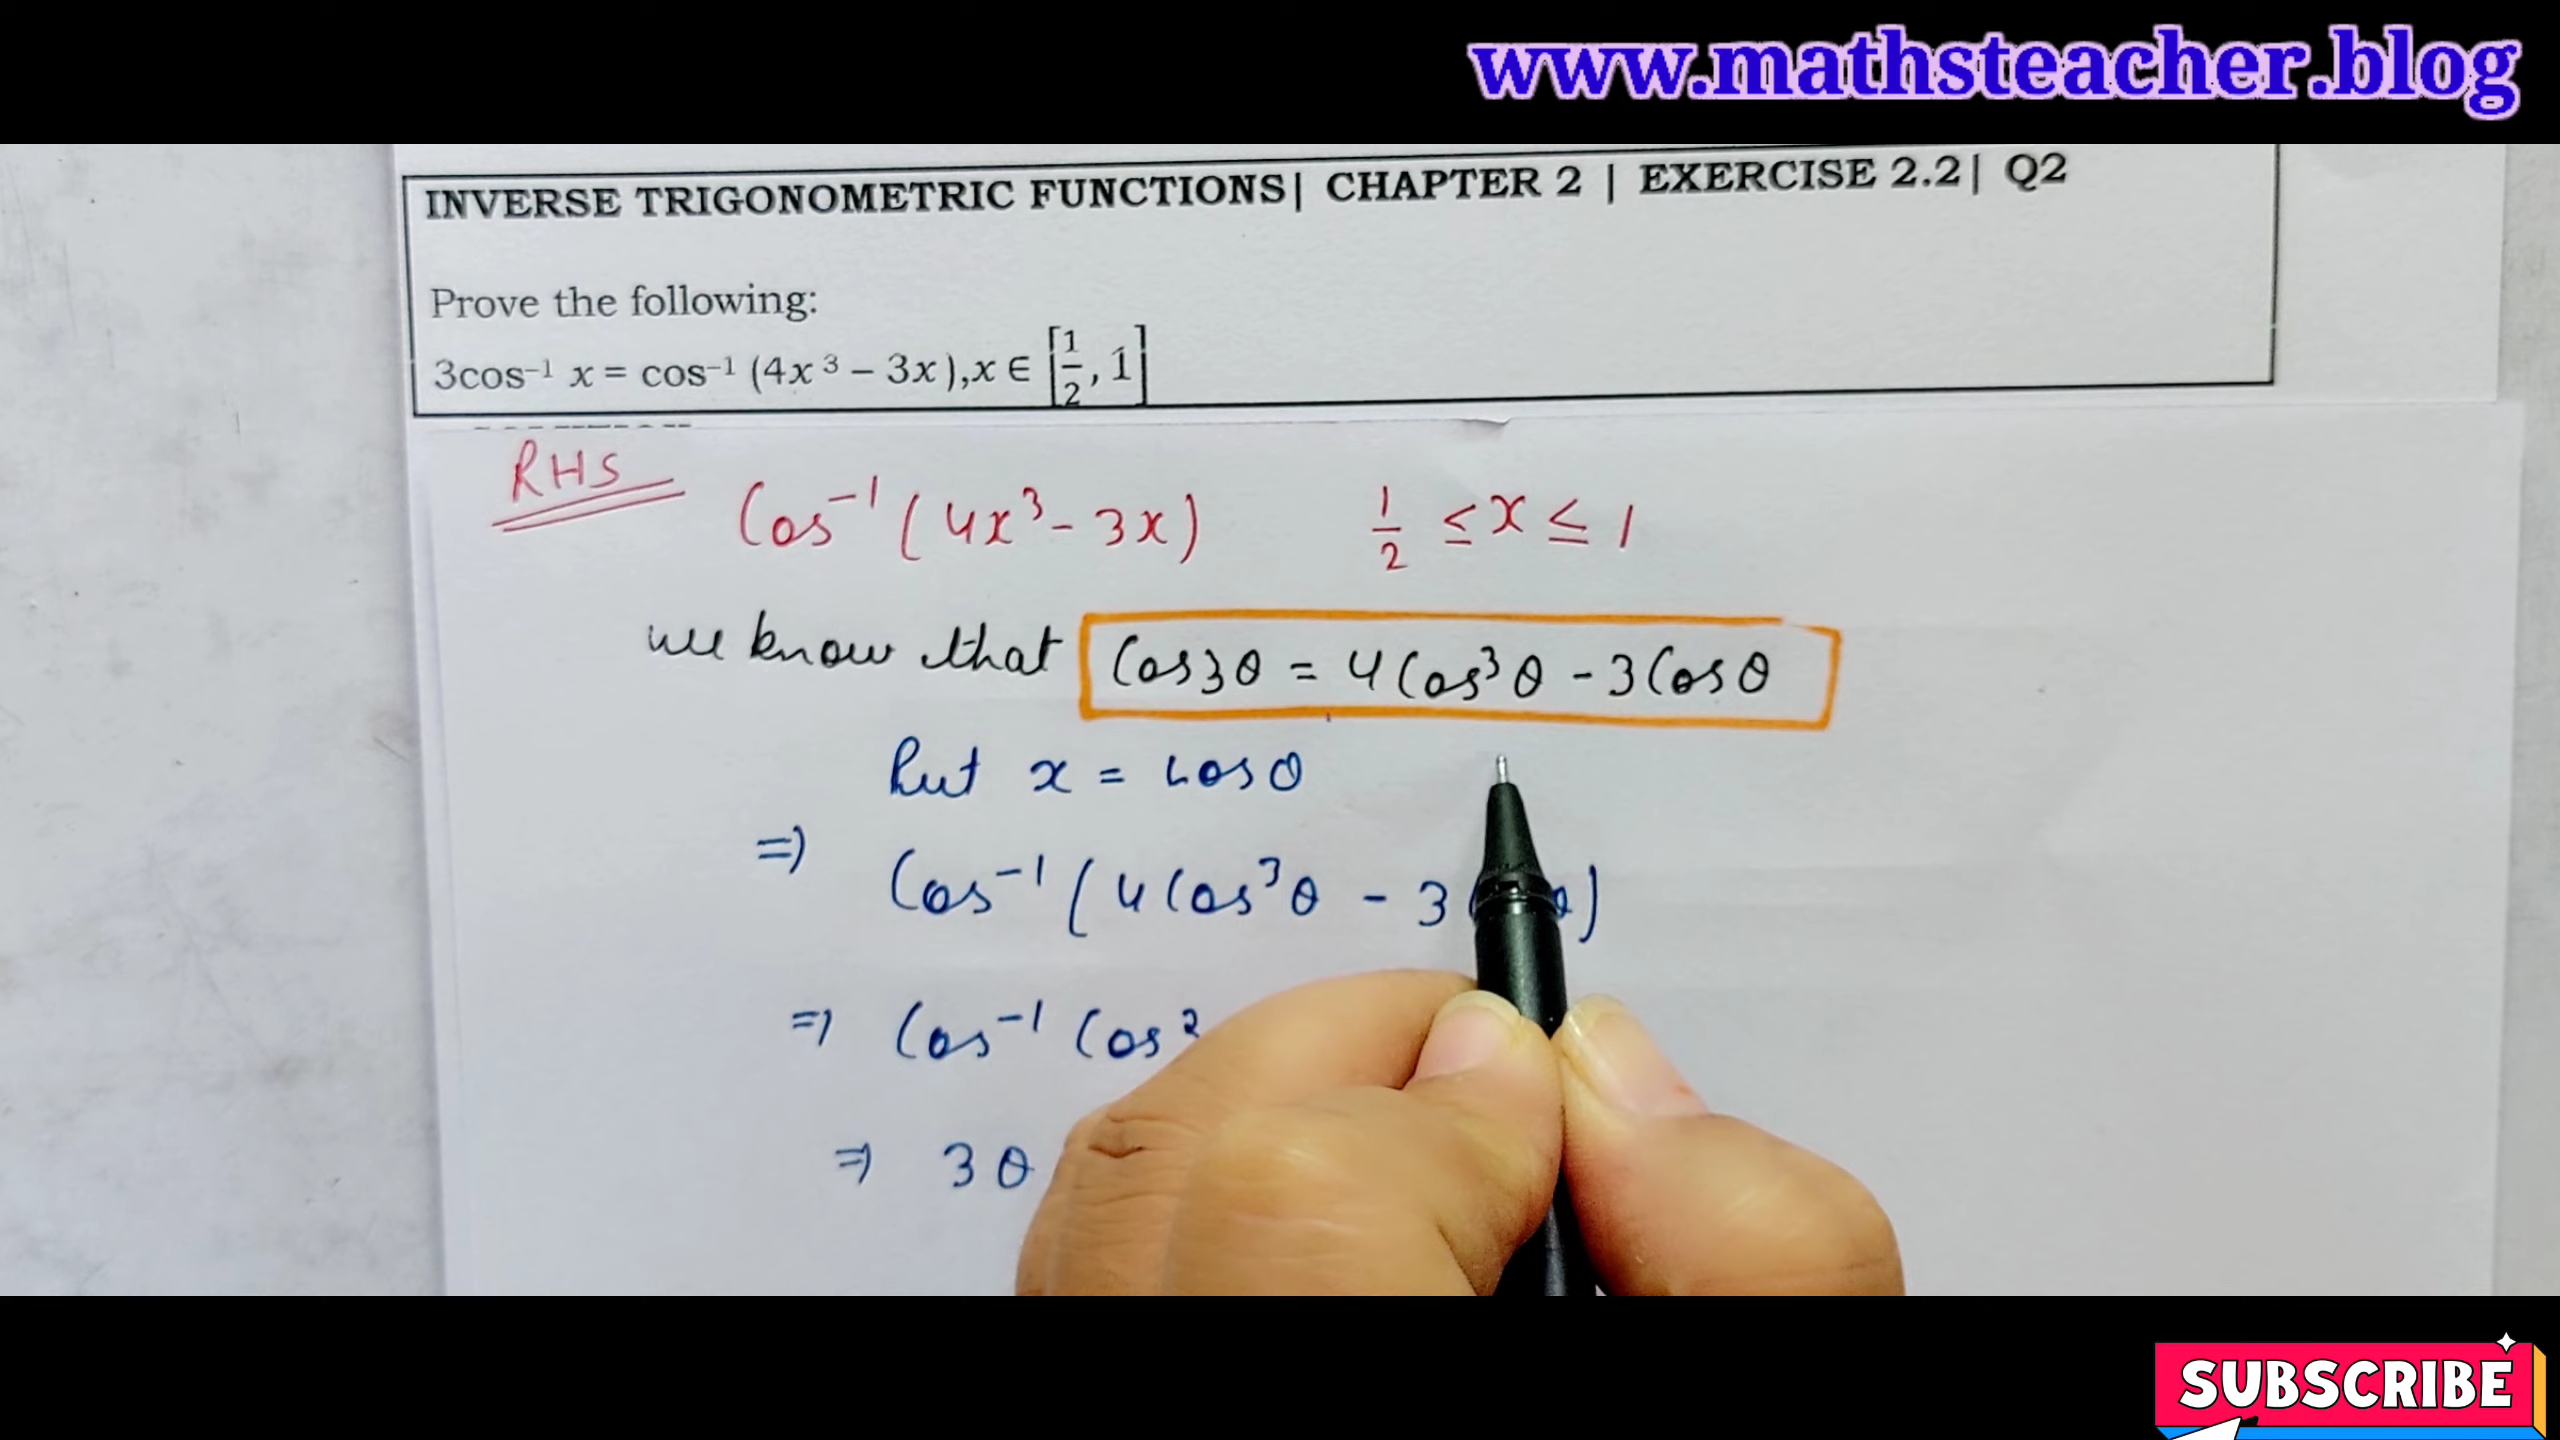 www.mathsteacher.blog
INVERSE TRIGONOMETRIC FUNCTIONS| CHAPTER 2 | EXERCISE 2.2| Q2
Prove the following:
3cos⁻¹ x = cos⁻¹ (4x³ – 3x),x ∈ [1/2, 1]
RHS
Cos⁻¹(4x³ - 3x) 1/2 ≤ x ≤ 1
we know that Cos3θ = 4Cos³θ - 3Cosθ
Put x = cosθ
⇒ Cos⁻¹(4Cos³θ - 3 )
⇒ Cos⁻¹ Cos
⇒ 3θ
SUBSCRIBE